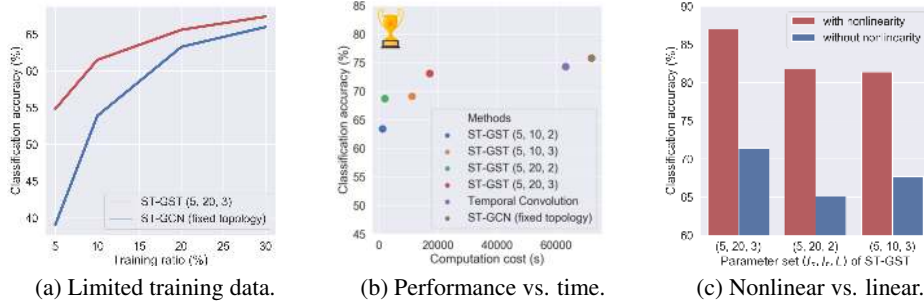 65
60
55
50
45
40
Classification accuracy (%)
ST-GST (5, 20, 3)
ST-GCN (fixed topology)
5 10 15 20 25 30
Training ratio (%)
(a) Limited training data.
85
80
75
70
65
60
55
50
45
Classification accuracy (%)
Methods
ST-GST (5, 10, 2)
ST-GST (5, 10, 3)
ST-GST (5, 20, 2)
ST-GST (5, 20, 3)
Temporal Convolution
ST-GCN (fixed topology)
0 20000 40000 60000
Computation cost (s)
(b) Performance vs. time.
90
85
80
75
70
65
60
Classification accuracy (%)
with nonlinearity
without nonlinearity
(5, 20, 3) (5, 20, 2) (5, 10, 3)
Parameter set of ST-GST
(c) Nonlinear vs. linear.